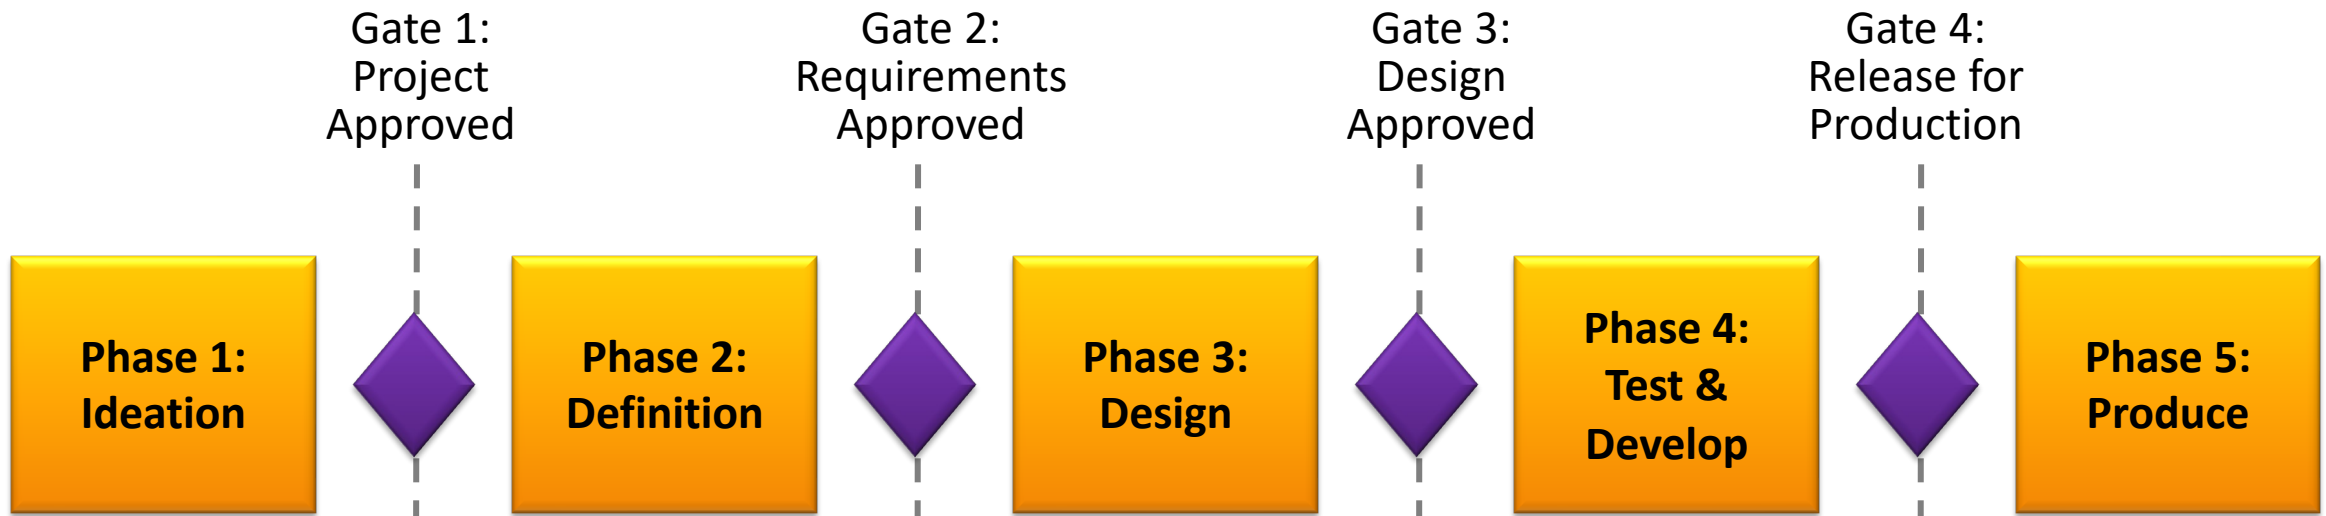 Gate 1:
Project
Approved
Gate 2:
Requirements
Approved
Gate 3:
Design
Approved
Gate 4:
Release for
Production
Phase 1:
Ideation
Phase 2:
Definition
Phase 3:
Design
Phase 4:
Test &
Develop
Phase 5:
Produce